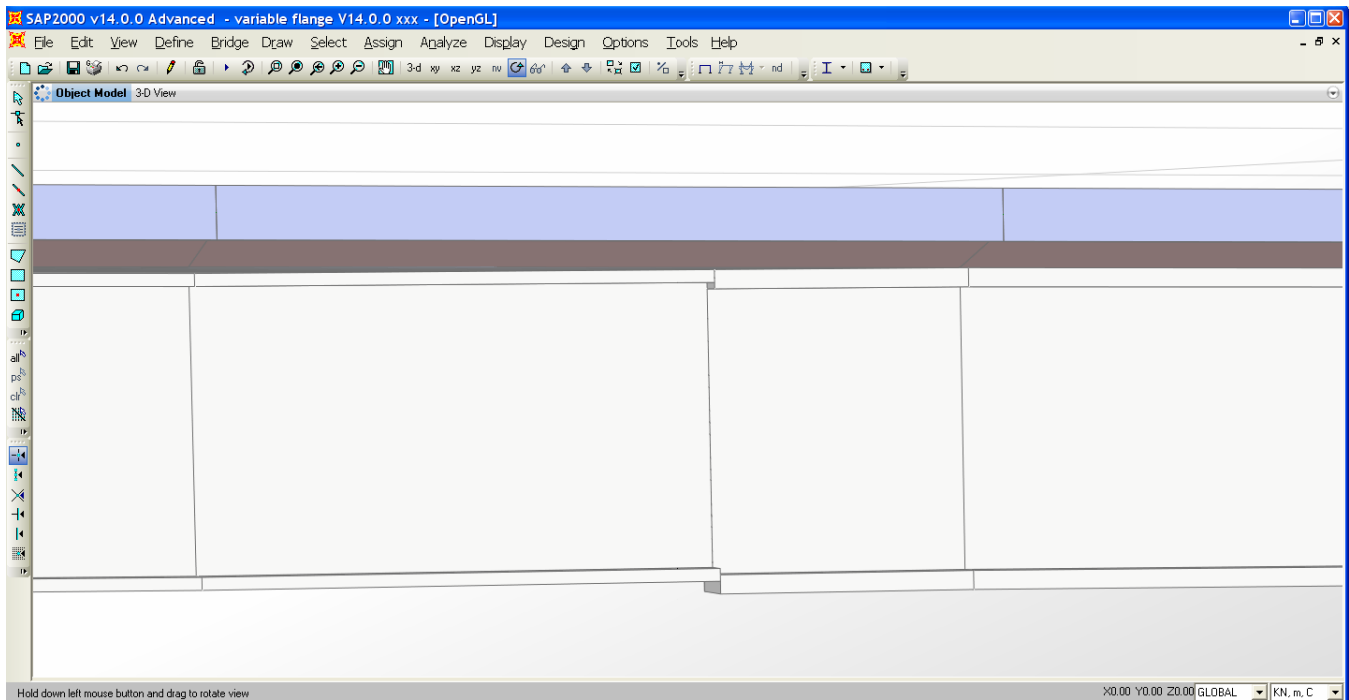 SAP2000 v14.0.0 Advanced - variable flange V14.0.0 xxx - [OpenGL]
File Edit View Define Bridge Draw Select Assign Analyze Display Design Options Tools Help
3-d xy xz yz nv nd
Object Model 3-D View
all
ps
clr
Hold down left mouse button and drag to rotate view X0.00 Y0.00 Z0.00 GLOBAL KN, m, C